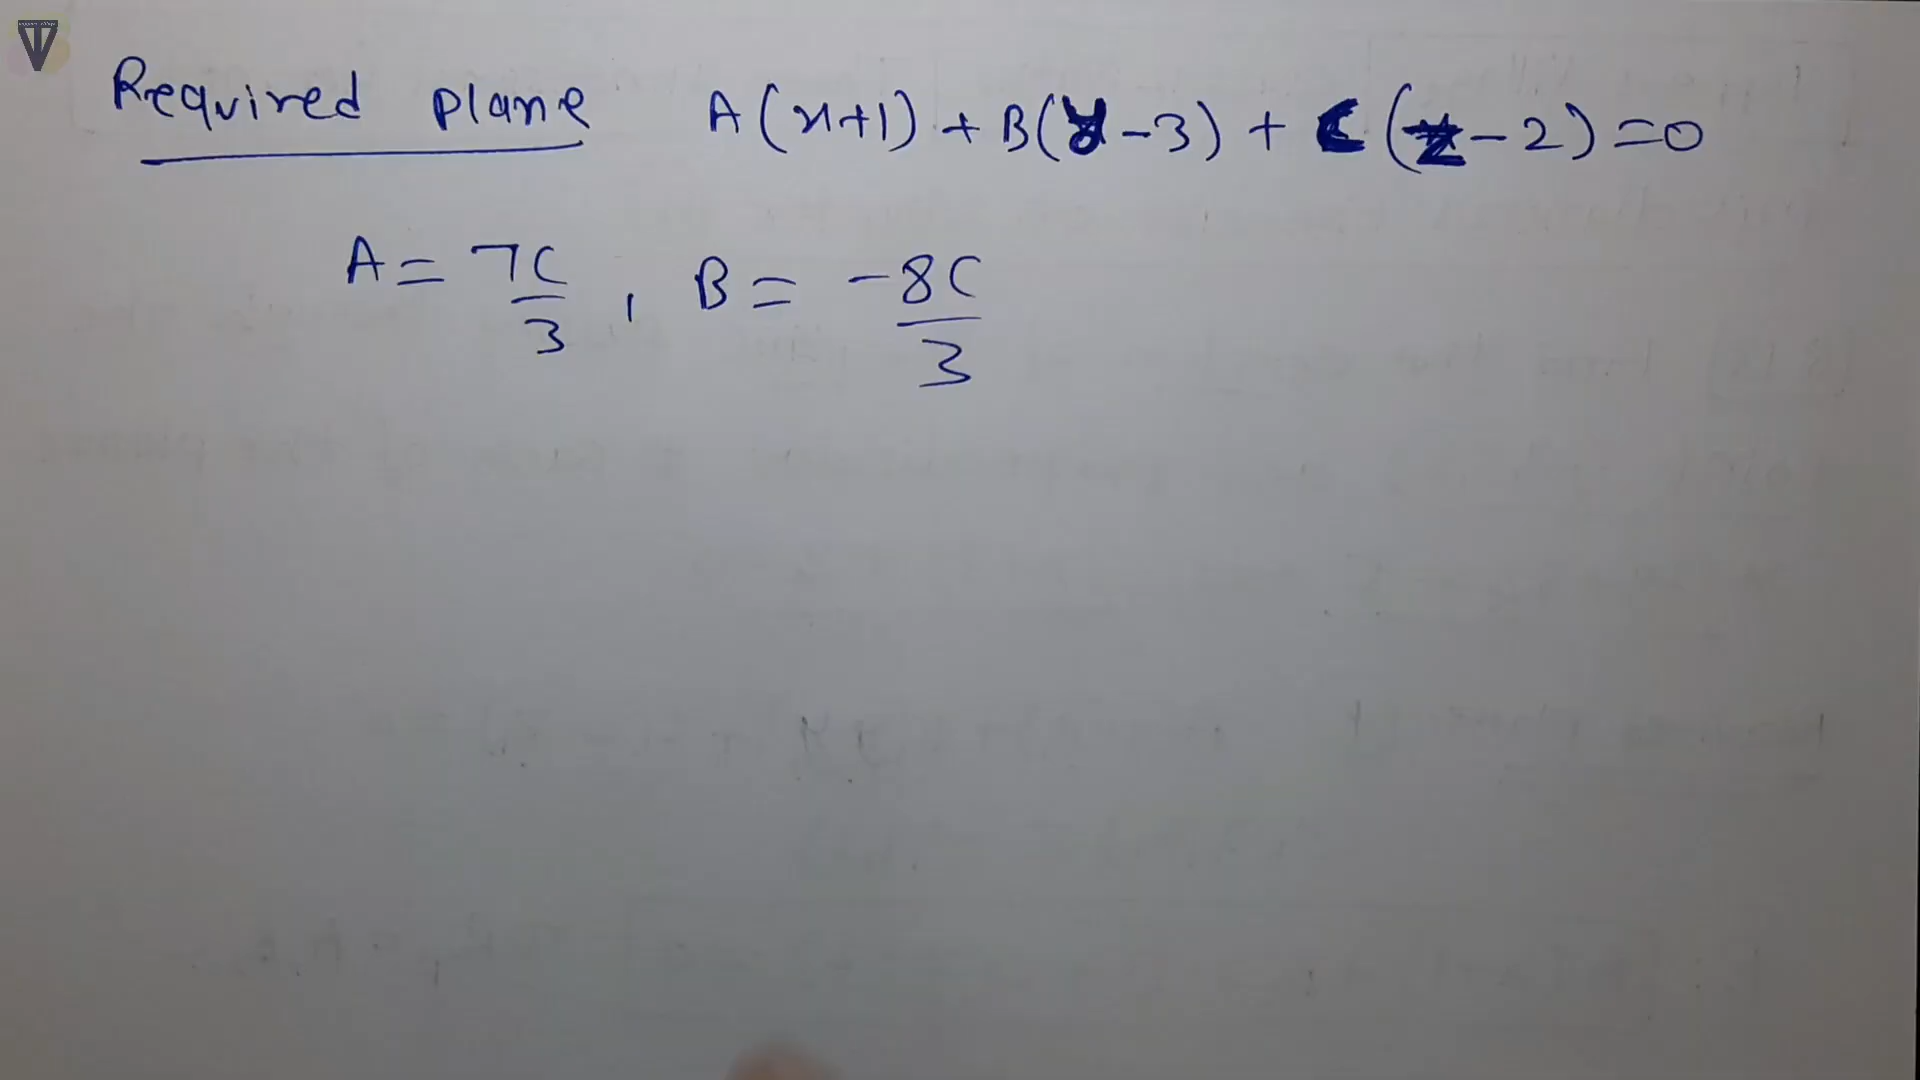 Required plane A(x+1) + B(y-3) + C(z-2)=0
A = 7C/3 , B = -8C/3